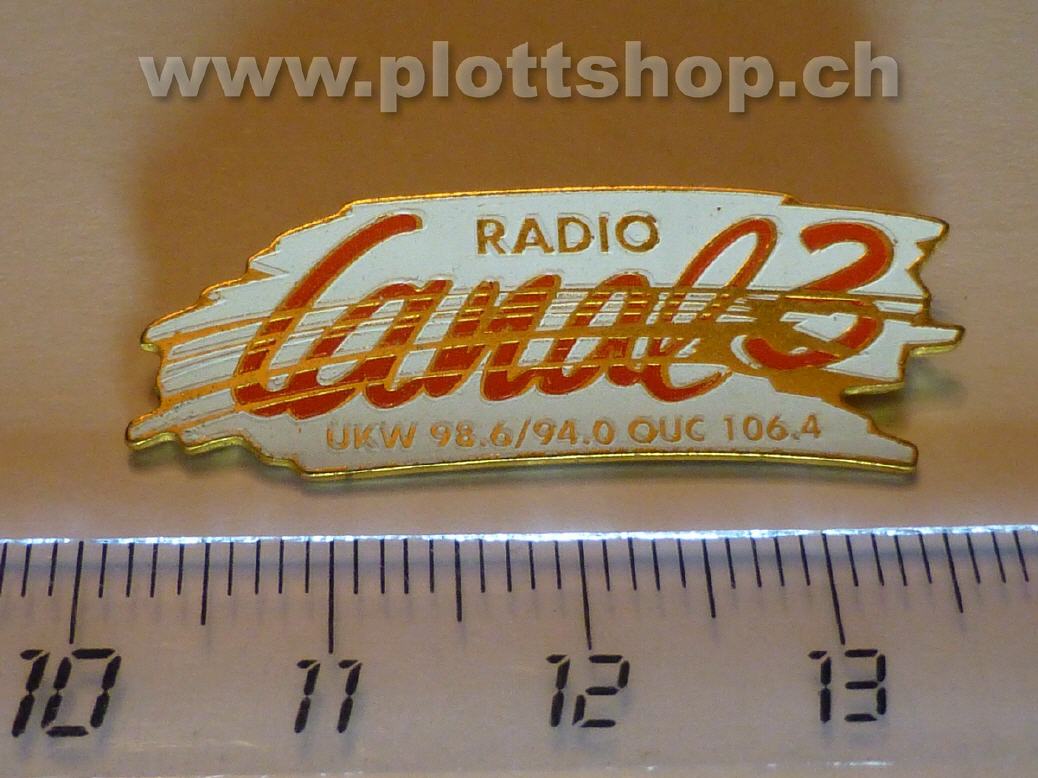 www.plottshop.ch
RADIO
Canal 3
UKW 98.6/94.0 OUC 106.4
10 11 12 13